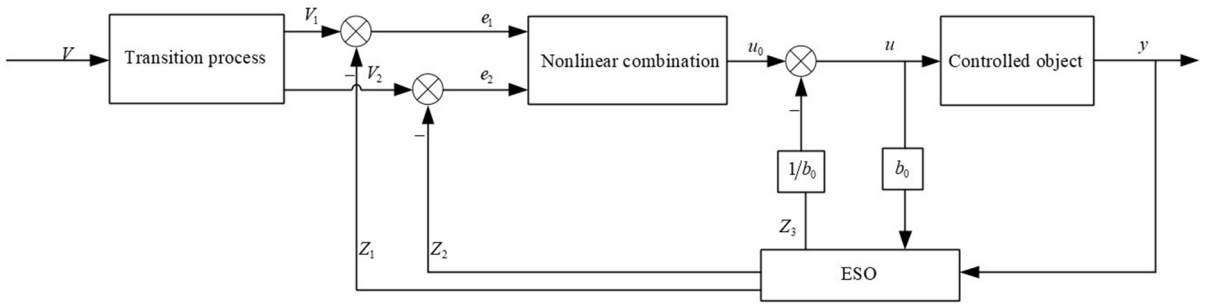 V
Transition process
V₁
−
V₂
−
e₁
e₂
Nonlinear combination
u₀
−
u
Controlled object
y
1/b₀
b₀
Z₁
Z₂
Z₃
ESO